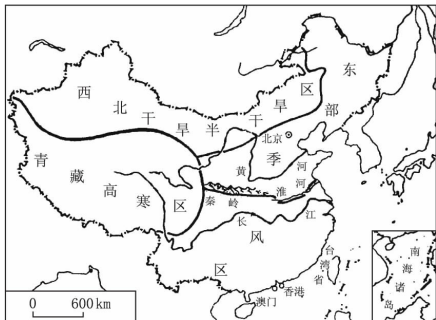 西北干旱半干旱区
东部季风区
青藏高寒区
北京
黄河
淮河
秦岭
长江
台湾省
香港
澳门
南海诸岛
0 600 km